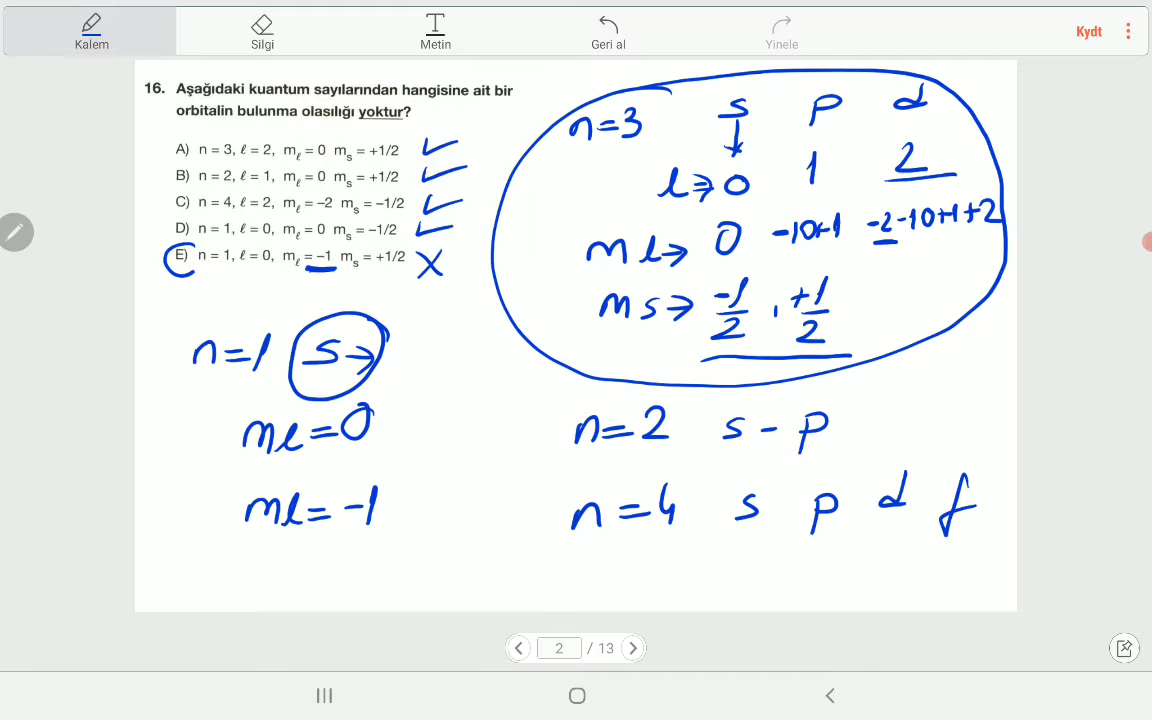 Kalem Silgi Metin Geri al Yinele Kydt
16. Aşağıdaki kuantum sayılarından hangisine ait bir
orbitalin bulunma olasılığı yoktur?
A) n = 3, ℓ = 2, mℓ = 0 ms = +1/2
B) n = 2, ℓ = 1, mℓ = 0 ms = +1/2
C) n = 4, ℓ = 2, mℓ = −2 ms = −1/2
D) n = 1, ℓ = 0, mℓ = 0 ms = −1/2
E) n = 1, ℓ = 0, mℓ = −1 ms = +1/2
n=3 s p d
l⇒ 0 1 2
ml→ 0 -10+1 -2-10+1+2
ms→ -1/2, +1/2
n=1 s→
ml=0
ml=-1
n=2 s-p
n=4 s p d f
2 / 13